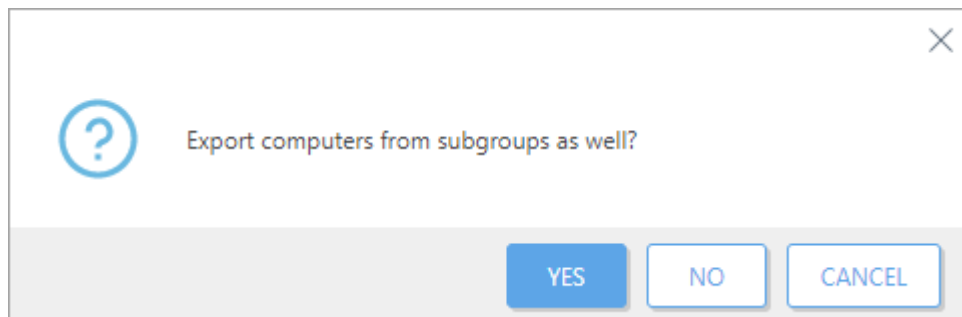 Export computers from subgroups as well?
YES NO CANCEL